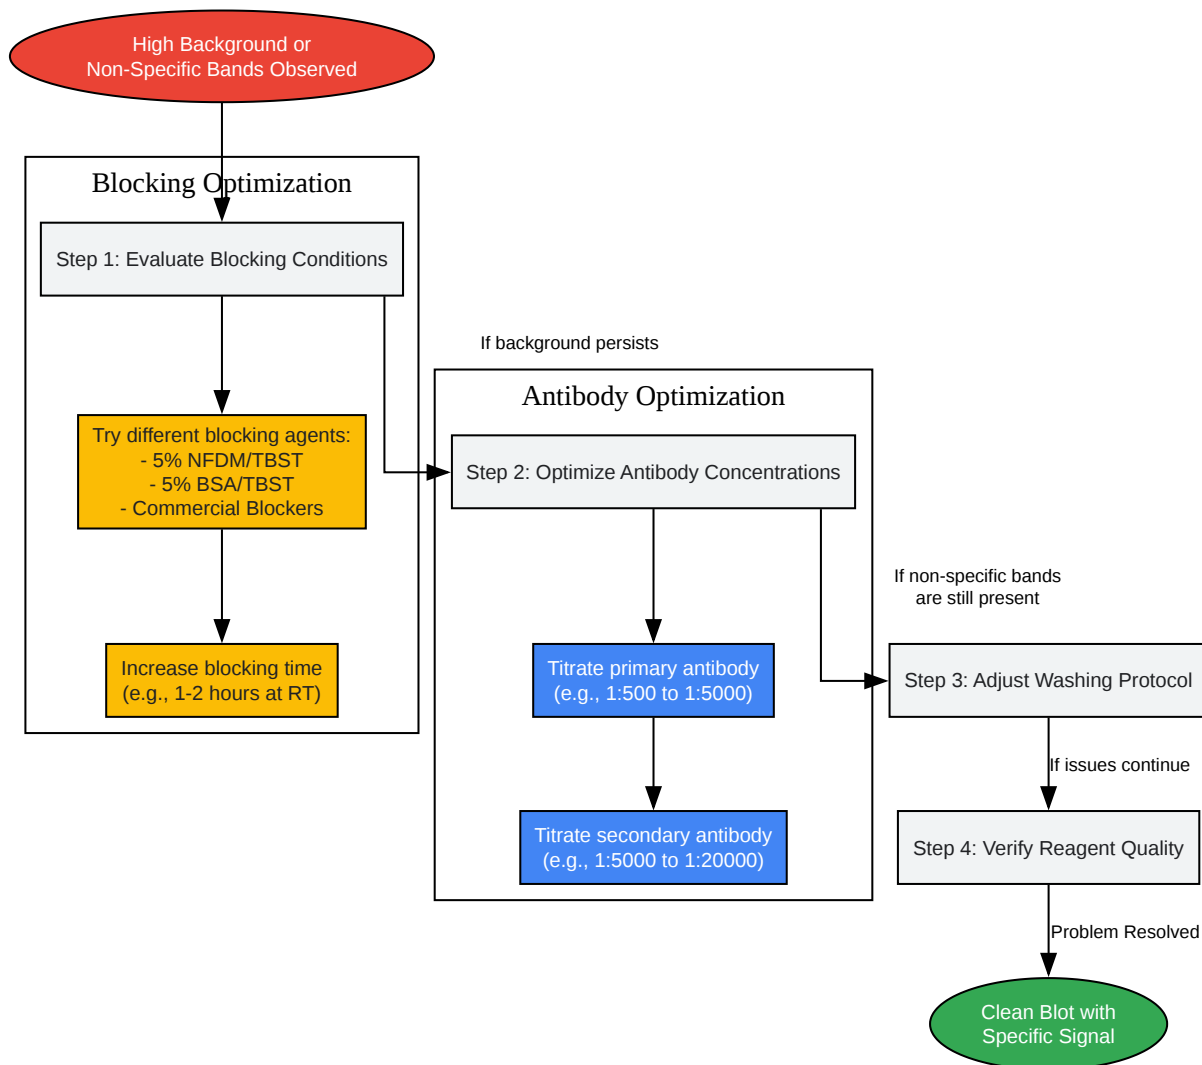 High Background or
Non-Specific Bands Observed
Blocking Optimization
Step 1: Evaluate Blocking Conditions
If background persists
Antibody Optimization
Try different blocking agents:
- 5% NFDM/TBST
- 5% BSA/TBST
- Commercial Blockers
Step 2: Optimize Antibody Concentrations
If non-specific bands
are still present
Increase blocking time
(e.g., 1-2 hours at RT)
Titrate primary antibody
(e.g., 1:500 to 1:5000)
Step 3: Adjust Washing Protocol
If issues continue
Titrate secondary antibody
(e.g., 1:5000 to 1:20000)
Step 4: Verify Reagent Quality
Problem Resolved
Clean Blot with
Specific Signal